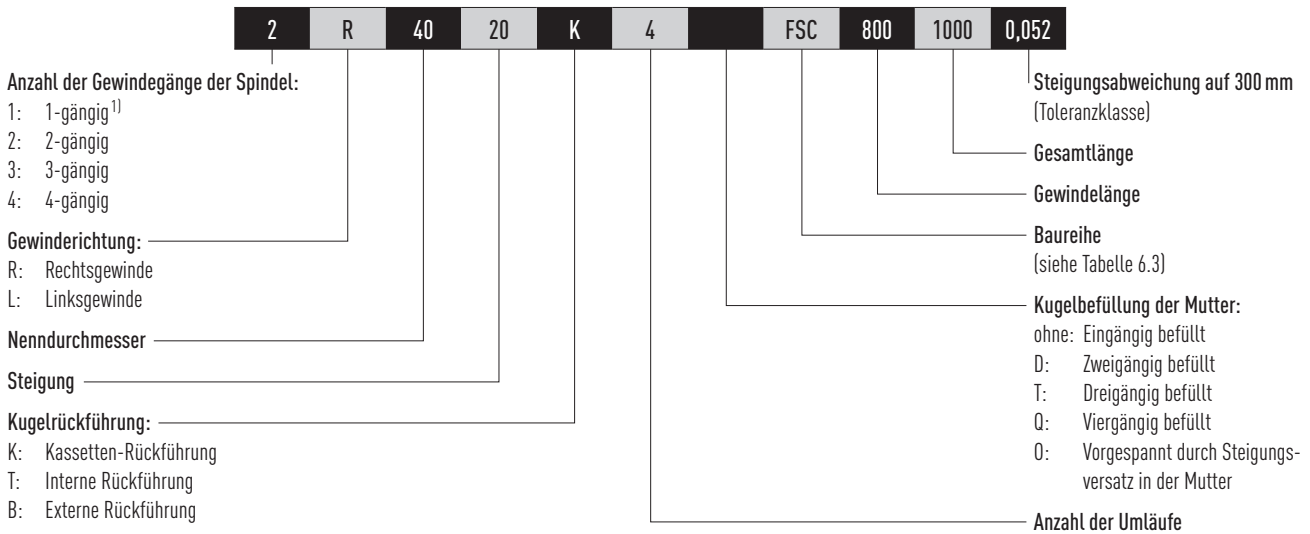 2 R 40 20 K 4 FSC 800 1000 0,052
Anzahl der Gewindegänge der Spindel:
1: 1-gängig1)
2: 2-gängig
3: 3-gängig
4: 4-gängig
Gewinderichtung:
R: Rechtsgewinde
L: Linksgewinde
Nenndurchmesser
Steigung
Kugelrückführung:
K: Kassetten-Rückführung
T: Interne Rückführung
B: Externe Rückführung
Steigungsabweichung auf 300 mm
(Toleranzklasse)
Gesamtlänge
Gewindelänge
Baureihe
(siehe Tabelle 6.3)
Kugelbefüllung der Mutter:
ohne: Eingängig befüllt
D: Zweigängig befüllt
T: Dreigängig befüllt
Q: Viergängig befüllt
O: Vorgespannt durch Steigungs-
versatz in der Mutter
Anzahl der Umläufe